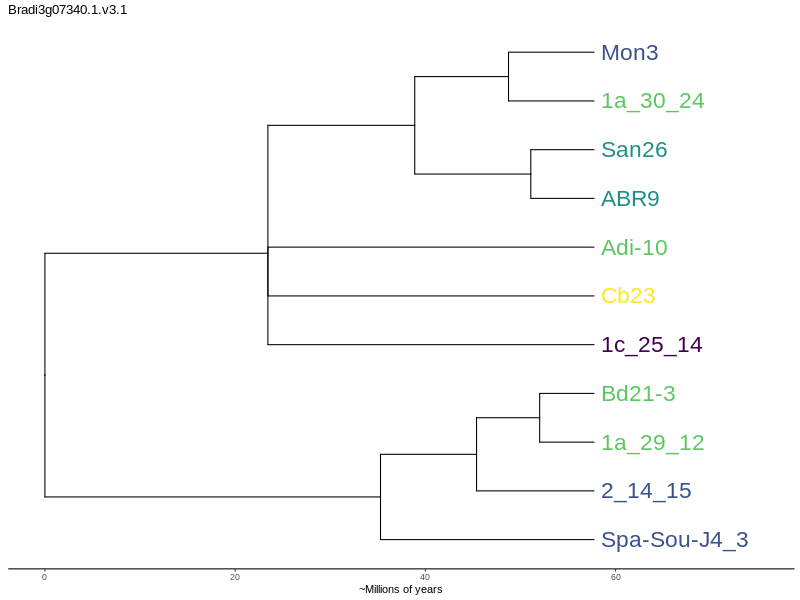 Bradi3g07340.1.v3.1
Mon3
1a_30_24
San26
ABR9
Adi-10
Cb23
1c_25_14
Bd21-3
1a_29_12
2_14_15
Spa-Sou-J4_3
0 20 40 60
~Millions of years